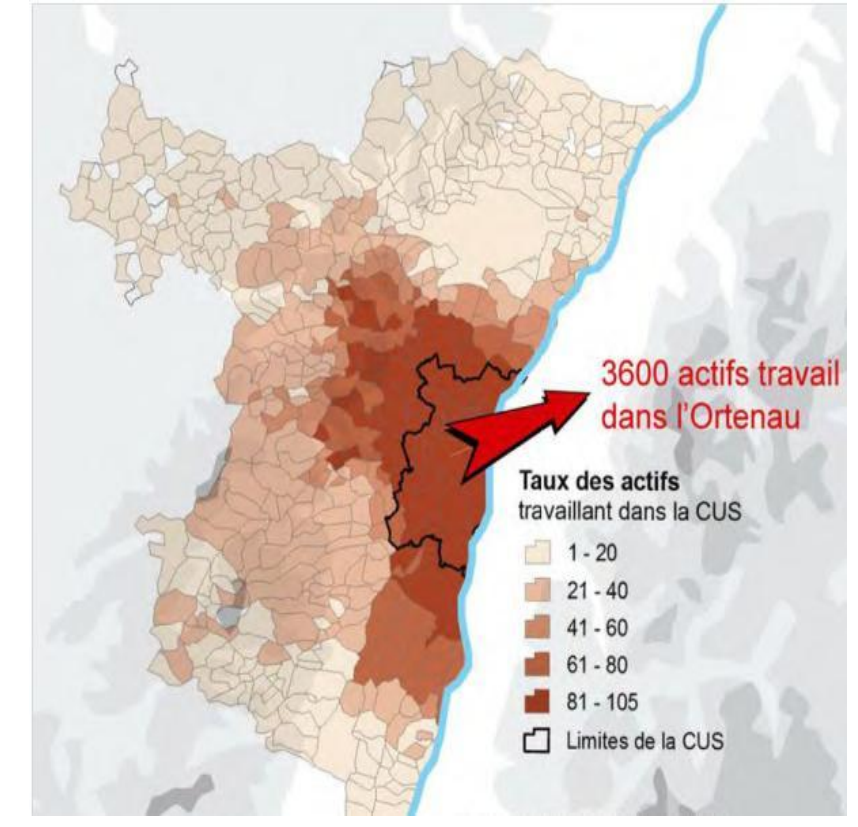 3600 actifs travail
dans l'Ortenau
Taux des actifs
travaillant dans la CUS
1 - 20
21 - 40
41 - 60
61 - 80
81 - 105
Limites de la CUS